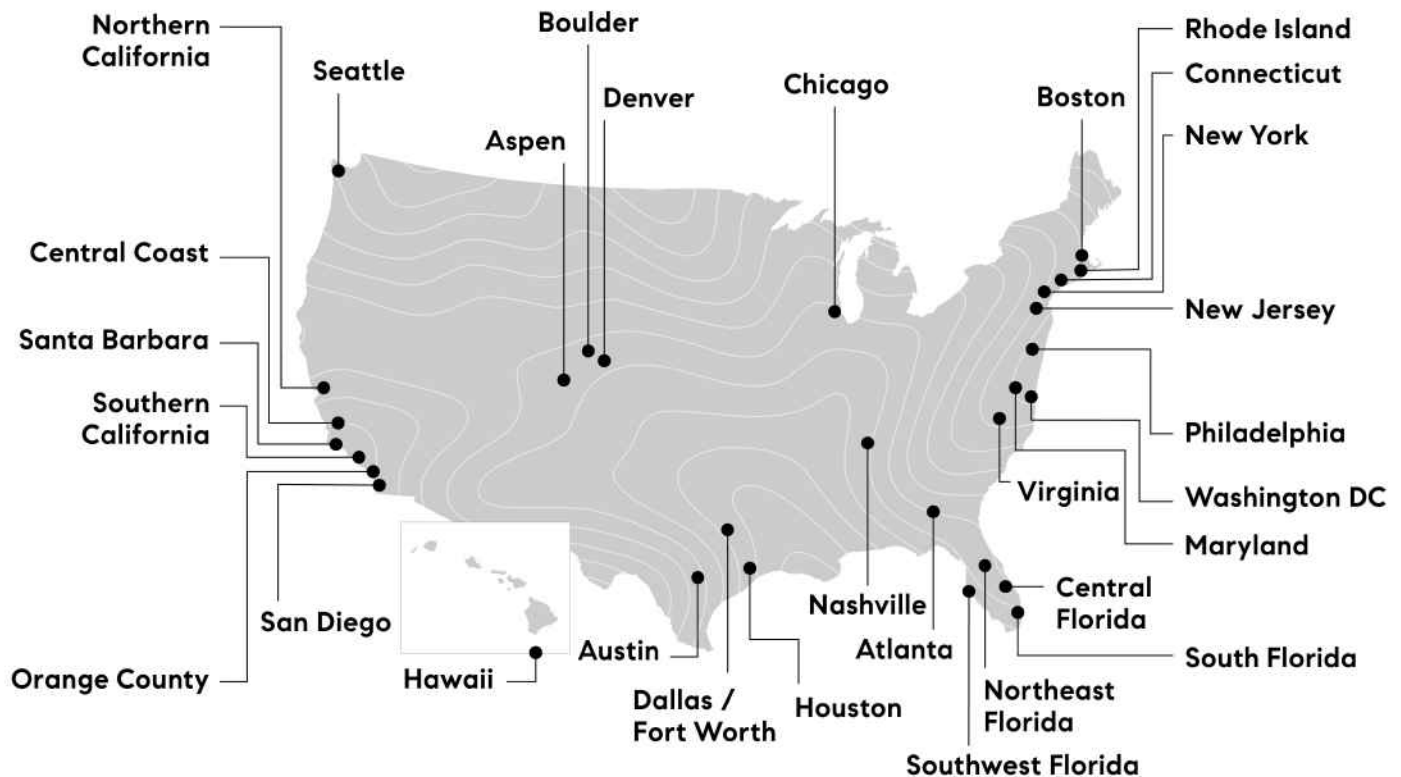 Northern
California
Seattle
Boulder
Denver
Aspen
Chicago
Boston
Rhode Island
Connecticut
New York
Central Coast
Santa Barbara
Southern
California
New Jersey
Philadelphia
Virginia
Washington DC
Maryland
San Diego
Orange County
Hawaii
Austin
Dallas /
Fort Worth
Houston
Nashville
Atlanta
Central
Florida
South Florida
Northeast
Florida
Southwest Florida